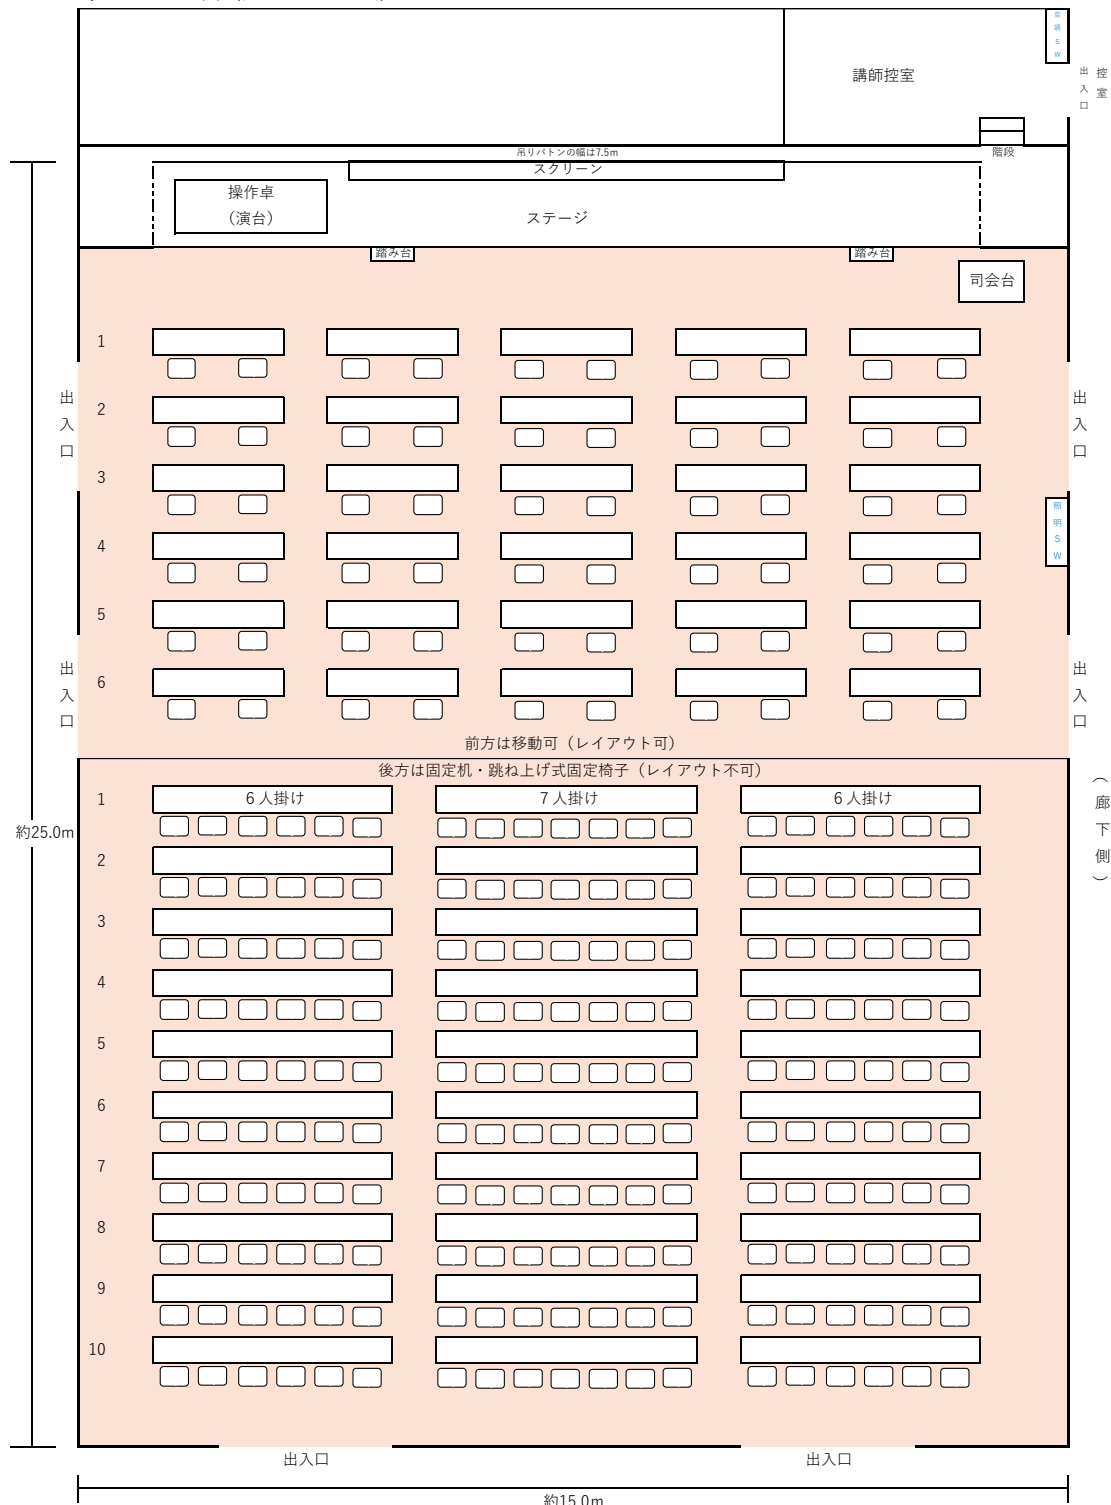 空調SW
講師控室
控室
出入口
階段
吊りバトンの幅は7.5m
スクリーン
操作卓
（演台）
ステージ
踏み台
踏み台
司会台
1
出入口
2
出入口
3
照明SW
4
5
出入口
6
出入口
前方は移動可（レイアウト可）
後方は固定机・跳ね上げ式固定椅子（レイアウト不可）
1
６人掛け
７人掛け
６人掛け
（廊下側）
約25.0m
2
3
4
5
6
7
8
9
10
出入口
出入口
約15.0m